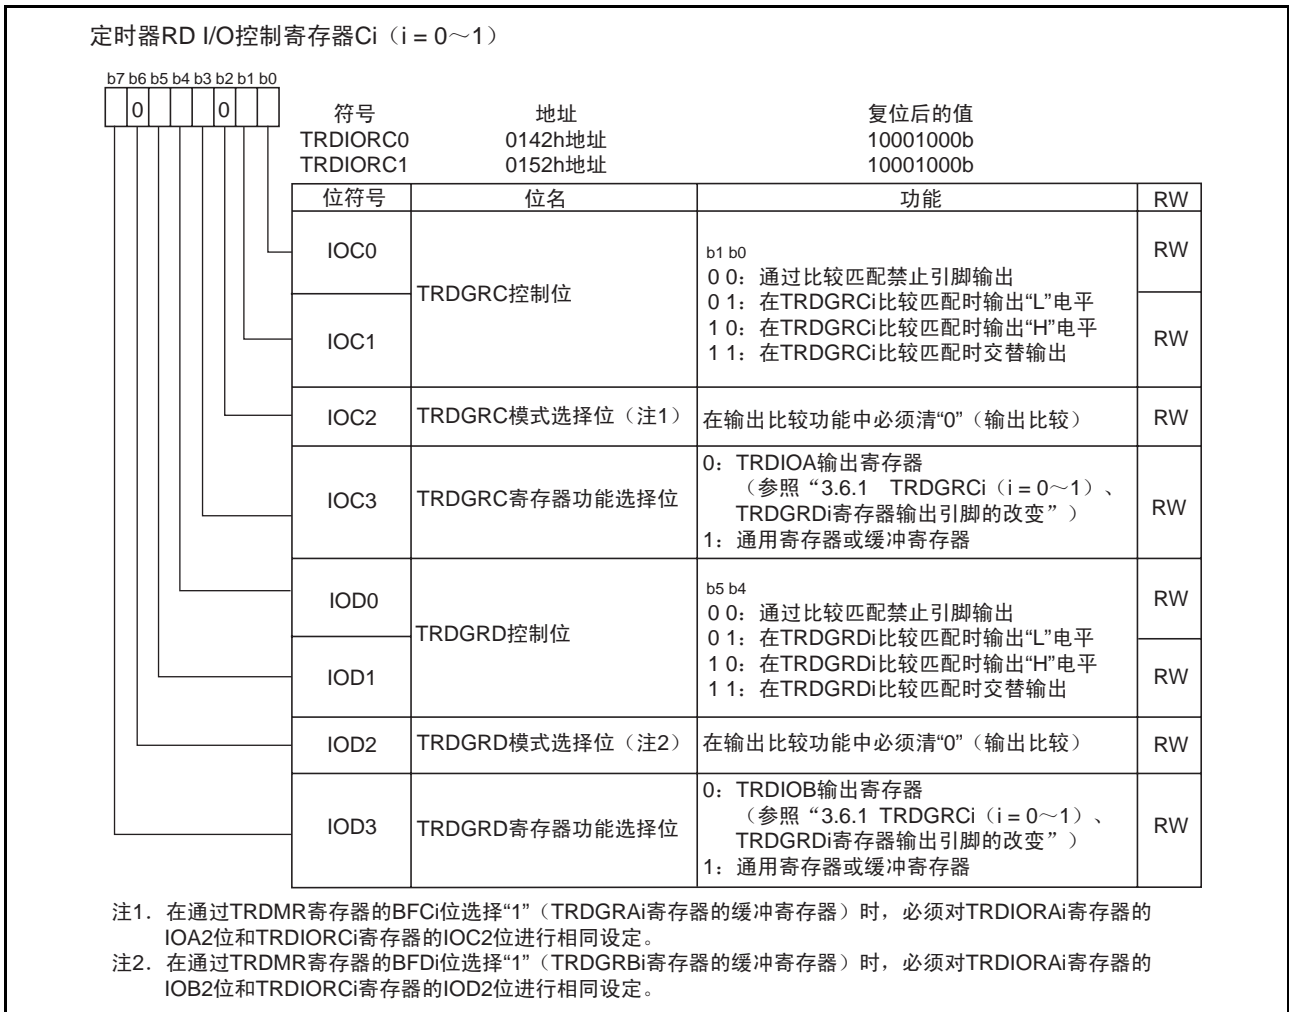 定时器RD I/O控制寄存器Ci（i = 0～1）
b7 b6 b5 b4 b3 b2 b1 b0
0 0
符号 地址 复位后的值
TRDIORC0 0142h地址 10001000b
TRDIORC1 0152h地址 10001000b
位符号 位名 功能 RW
IOC0 TRDGRC控制位 RW
IOC1 RW
b1 b0
0 0：通过比较匹配禁止引脚输出
0 1：在TRDGRCi比较匹配时输出“L”电平
1 0：在TRDGRCi比较匹配时输出“H”电平
1 1：在TRDGRCi比较匹配时交替输出
IOC2 TRDGRC模式选择位（注1） 在输出比较功能中必须清“0”（输出比较） RW
IOC3 TRDGRC寄存器功能选择位 RW
0：TRDIOA输出寄存器
（参照“3.6.1 TRDGRCi（i = 0～1）、
TRDGRDi寄存器输出引脚的改变”）
1：通用寄存器或缓冲寄存器
IOD0 TRDGRD控制位 RW
IOD1 RW
b5 b4
0 0：通过比较匹配禁止引脚输出
0 1：在TRDGRDi比较匹配时输出“L”电平
1 0：在TRDGRDi比较匹配时输出“H”电平
1 1：在TRDGRDi比较匹配时交替输出
IOD2 TRDGRD模式选择位（注2） 在输出比较功能中必须清“0”（输出比较） RW
IOD3 TRDGRD寄存器功能选择位 RW
0：TRDIOB输出寄存器
（参照“3.6.1 TRDGRCi（i = 0～1）、
TRDGRDi寄存器输出引脚的改变”）
1：通用寄存器或缓冲寄存器
注1. 在通过TRDMR寄存器的BFCi位选择“1”（TRDGRAi寄存器的缓冲寄存器）时，必须对TRDIORAi寄存器的
IOA2位和TRDIORCi寄存器的IOC2位进行相同设定。
注2. 在通过TRDMR寄存器的BFDi位选择“1”（TRDGRBi寄存器的缓冲寄存器）时，必须对TRDIORAi寄存器的
IOB2位和TRDIORCi寄存器的IOD2位进行相同设定。